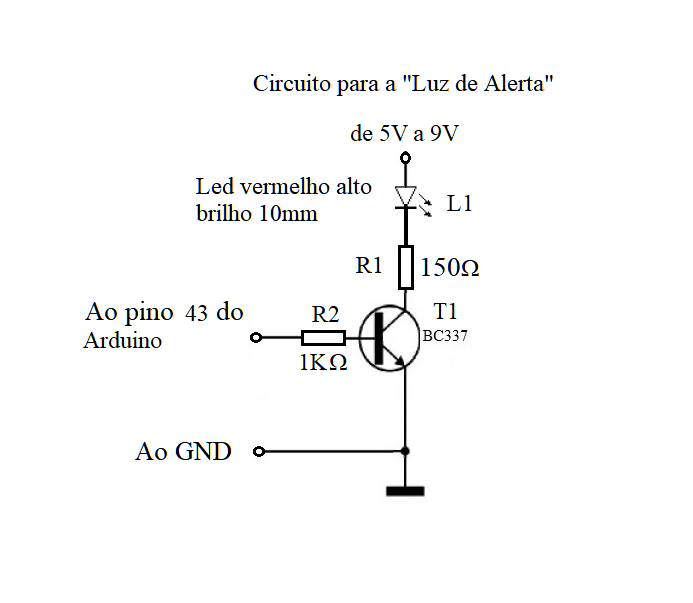 Circuito para a "Luz de Alerta"
de 5V a 9V
Led vermelho alto
brilho 10mm
L1
R1
150Ω
Ao pino 43 do
Arduino
R2
1KΩ
T1
BC337
Ao GND